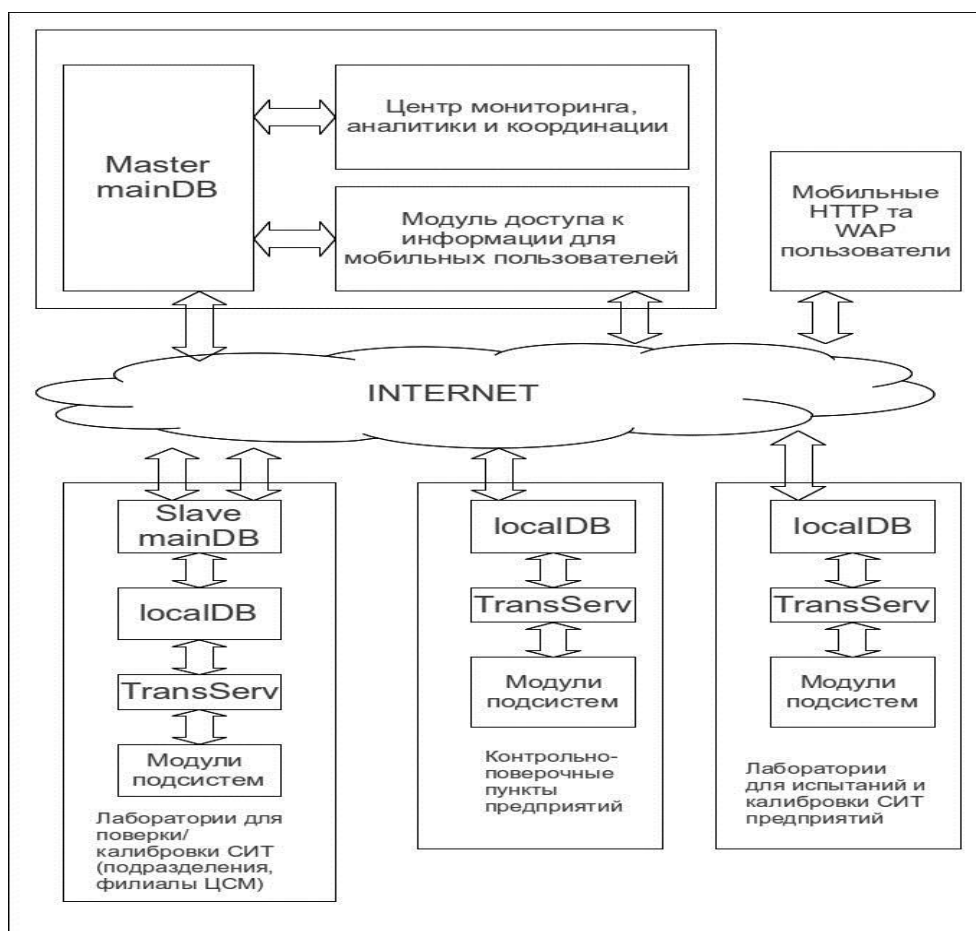 Master
mainDB
Центр мониторинга,
аналитики и координации
Модуль доступа к
информации для
мобильных пользователей
Мобильные
HTTP та
WAP
пользователи
INTERNET
Slave
mainDB
localDB
TransServ
Модули
подсистем
Лаборатории для
поверки/
калибровки СИТ
(подразделения,
филиалы ЦСМ)
localDB
TransServ
Модули
подсистем
Контрольно-
поверочные
пункты
предприятий
localDB
TransServ
Модули
подсистем
Лаборатории
для испытаний и
калибровки СИТ
предприятий